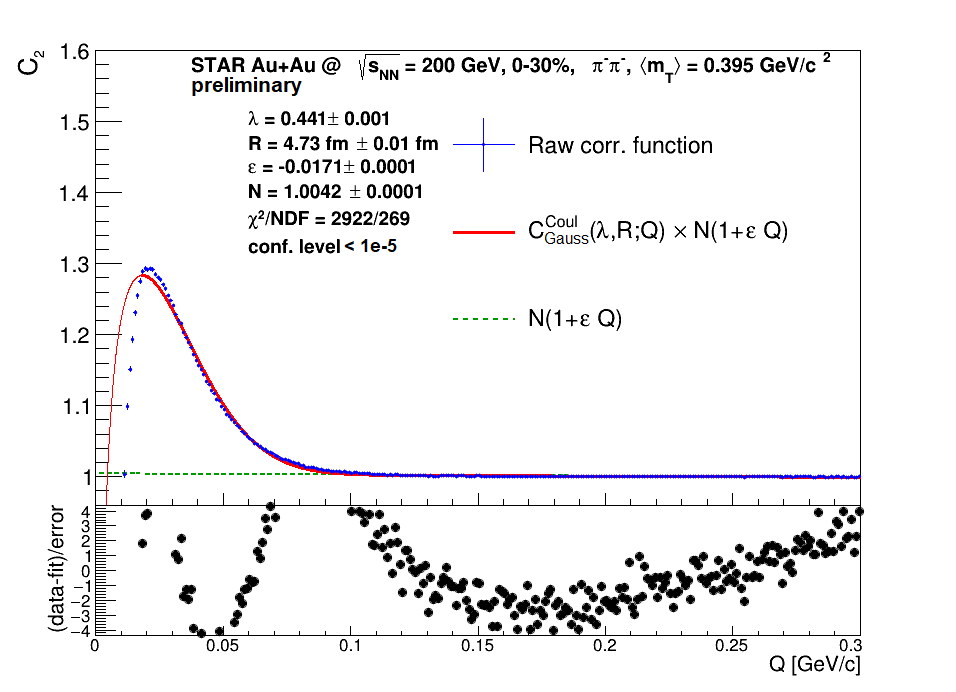 C₂
1.6
1.5
1.4
1.3
1.2
1.1
1
STAR Au+Au @ √sNN = 200 GeV, 0-30%, π⁻π⁻, ⟨mT⟩ = 0.395 GeV/c ²
preliminary
λ = 0.441± 0.001
R = 4.73 fm ± 0.01 fm
ε = -0.0171± 0.0001
N = 1.0042 ± 0.0001
χ²/NDF = 2922/269
conf. level < 1e-5
Raw corr. function
C^Coul_Gauss(λ,R;Q) × N(1+ε Q)
N(1+ε Q)
(data-fit)/error
4
3
2
1
0
−1
−2
−3
−4
0 0.05 0.1 0.15 0.2 0.25 0.3
Q [GeV/c]